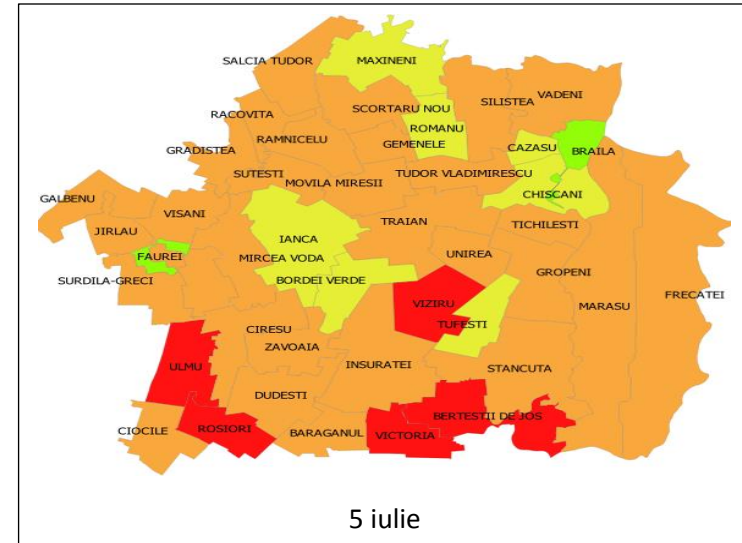 SALCIA TUDOR
MAXINENI
RACOVITA
SCORTARU NOU
SILISTEA
VADENI
GRADISTEA
RAMNICELU
ROMANU
GEMENELE
CAZASU
BRAILA
SUTESTI
MOVILA MIRESII
TUDOR VLADIMIRESCU
GALBENU
VISANI
CHISCANI
JIRLAU
TRAIAN
TICHILESTI
FAUREI
IANCA
MIRCEA VODA
UNIREA
SURDILA-GRECI
BORDEI VERDE
GROPENI
MARASU
FRECATEI
VIZIRU
TUFESTI
CIRESU
ZAVOAIA
ULMU
INSURATEI
STANCUTA
DUDESTI
CIOCILE
ROSIORI
BARAGANUL
VICTORIA
BERTESTII DE JOS
5 iulie